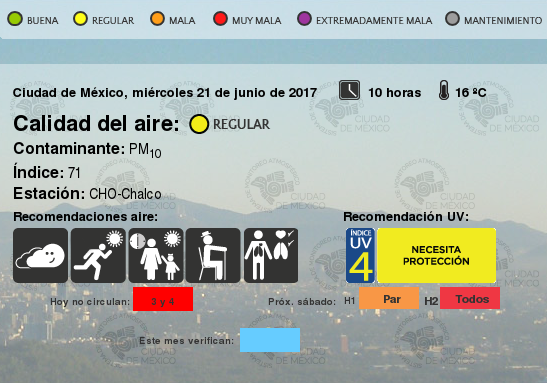 BUENA REGULAR MALA MUY MALA EXTREMADAMENTE MALA MANTENIMIENTO
Ciudad de México, miércoles 21 de junio de 2017 10 horas 16 ºC
Calidad del aire: REGULAR
Contaminante: PM10
Índice: 71
Estación: CHO-Chalco
Recomendaciones aire: Recomendación UV:
ÍNDICE UV 4 NECESITA PROTECCIÓN
Hoy no circulan: 3 y 4 Próx. sábado: H1 Par H2 Todos
Este mes verifican:
CIUDAD DE MÉXICO